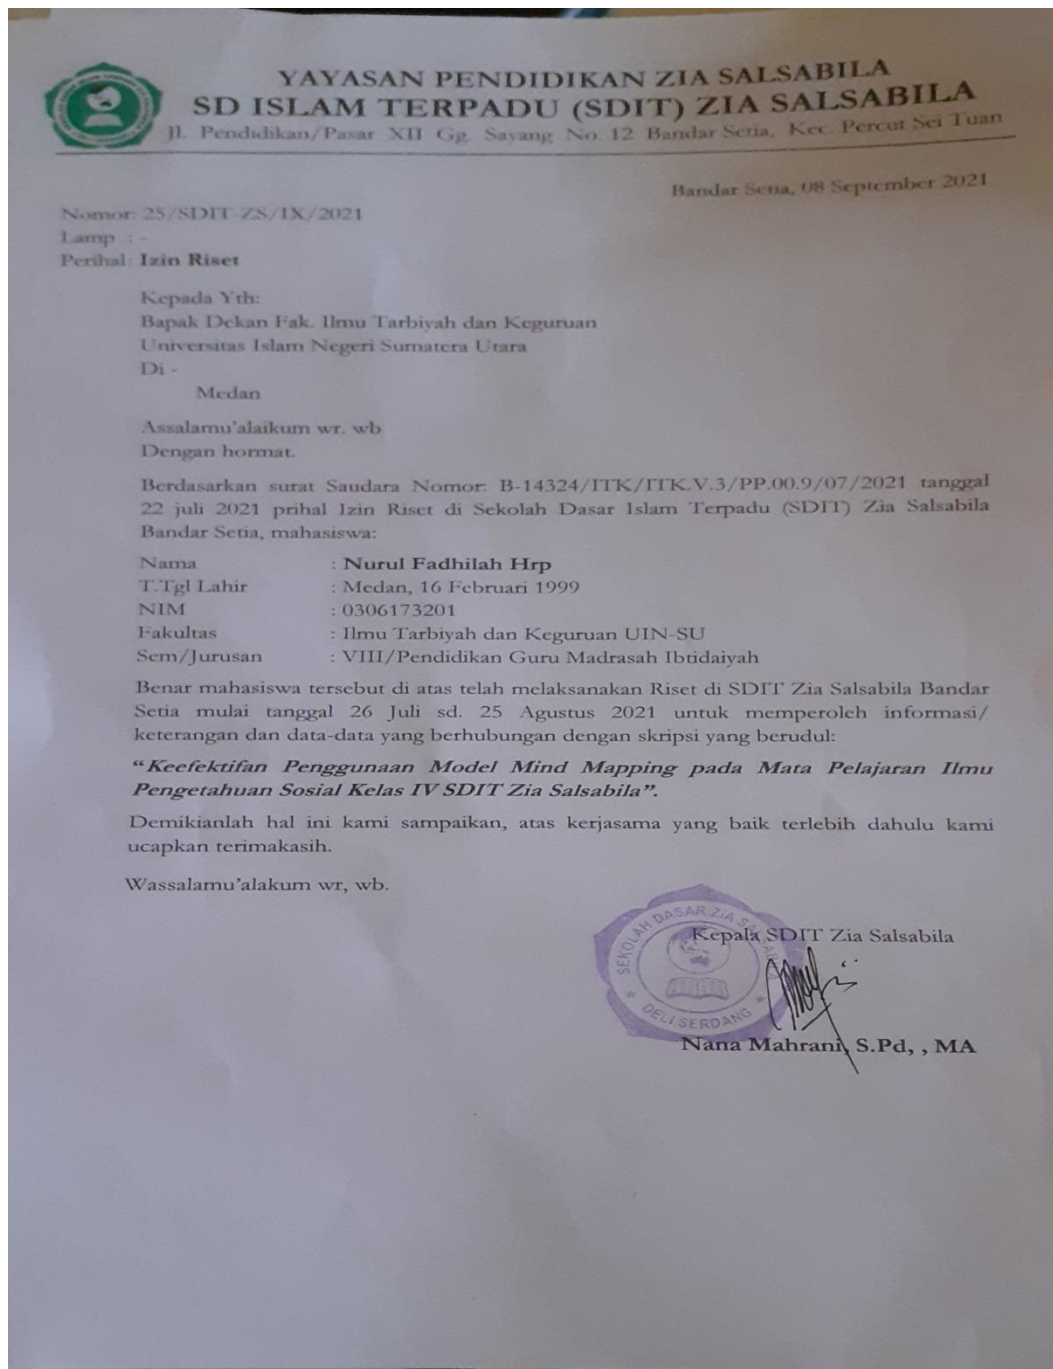 YAYASAN PENDIDIKAN ZIA SALSABILA
SD ISLAM TERPADU (SDIT) ZIA SALSABILA
Jl. Pendidikan/Pasar XII Gg. Sayang No. 12 Bandar Setia, Kec. Percut Sei Tuan
Bandar Setia, 08 September 2021
Nomor: 25/SDIT-ZS/IX/2021
Lamp : -
Perihal: Izin Riset
Kepada Yth:
Bapak Dekan Fak. Ilmu Tarbiyah dan Keguruan
Universitas Islam Negeri Sumatera Utara
Di -
Medan
Assalamu'alaikum wr. wb
Dengan hormat.
Berdasarkan surat Saudara Nomor: B-14324/ITK/ITK.V.3/PP.00.9/07/2021 tanggal
22 juli 2021 prihal Izin Riset di Sekolah Dasar Islam Terpadu (SDIT) Zia Salsabila
Bandar Setia, mahasiswa:
Nama : Nurul Fadhilah Hrp
T.Tgl Lahir : Medan, 16 Februari 1999
NIM : 0306173201
Fakultas : Ilmu Tarbiyah dan Keguruan UIN-SU
Sem/Jurusan : VIII/Pendidikan Guru Madrasah Ibtidaiyah
Benar mahasiswa tersebut di atas telah melaksanakan Riset di SDIT Zia Salsabila Bandar
Setia mulai tanggal 26 Juli sd. 25 Agustus 2021 untuk memperoleh informasi/
keterangan dan data-data yang berhubungan dengan skripsi yang berudul:
"Keefektifan Penggunaan Model Mind Mapping pada Mata Pelajaran Ilmu
Pengetahuan Sosial Kelas IV SDIT Zia Salsabila".
Demikianlah hal ini kami sampaikan, atas kerjasama yang baik terlebih dahulu kami
ucapkan terimakasih.
Wassalamu'alakum wr, wb.
Kepala SDIT Zia Salsabila
SEKOLAH DASAR ZIA
DELI SERDANG
Nana Mahrani, S.Pd, , MA